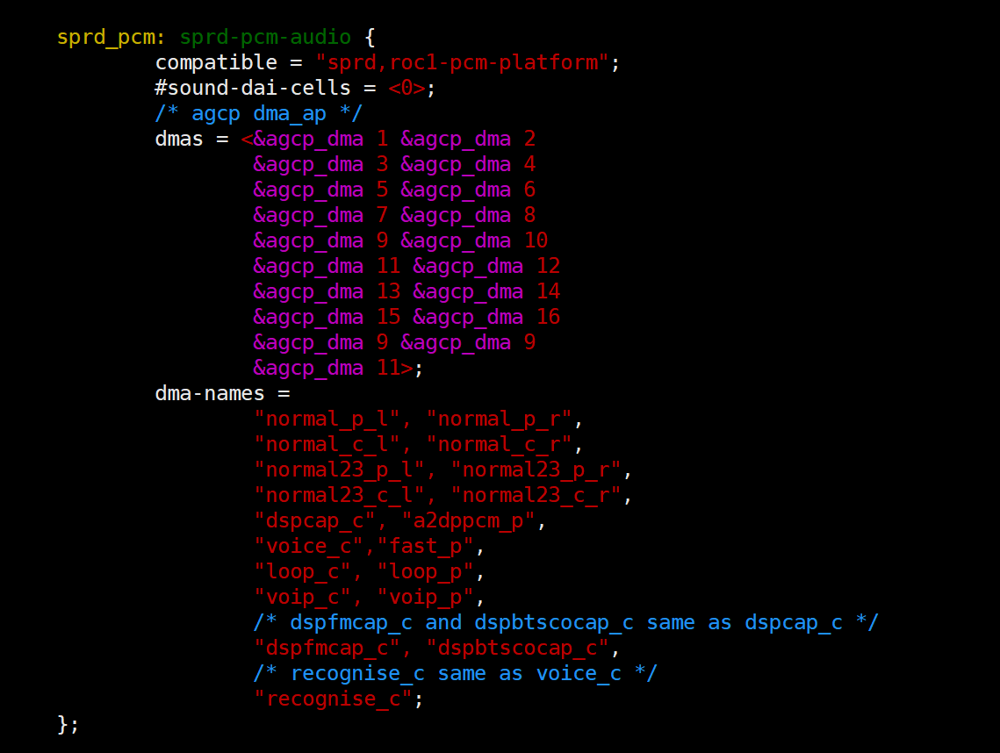 sprd_pcm: sprd-pcm-audio {
compatible = "sprd,roc1-pcm-platform";
#sound-dai-cells = <0>;
/* agcp dma_ap */
dmas = <&agcp_dma 1 &agcp_dma 2
&agcp_dma 3 &agcp_dma 4
&agcp_dma 5 &agcp_dma 6
&agcp_dma 7 &agcp_dma 8
&agcp_dma 9 &agcp_dma 10
&agcp_dma 11 &agcp_dma 12
&agcp_dma 13 &agcp_dma 14
&agcp_dma 15 &agcp_dma 16
&agcp_dma 9 &agcp_dma 9
&agcp_dma 11>;
dma-names =
"normal_p_l", "normal_p_r",
"normal_c_l", "normal_c_r",
"normal23_p_l", "normal23_p_r",
"normal23_c_l", "normal23_c_r",
"dspcap_c", "a2dppcm_p",
"voice_c","fast_p",
"loop_c", "loop_p",
"voip_c", "voip_p",
/* dspfmcap_c and dspbtscocap_c same as dspcap_c */
"dspfmcap_c", "dspbtscocap_c",
/* recognise_c same as voice_c */
"recognise_c";
};